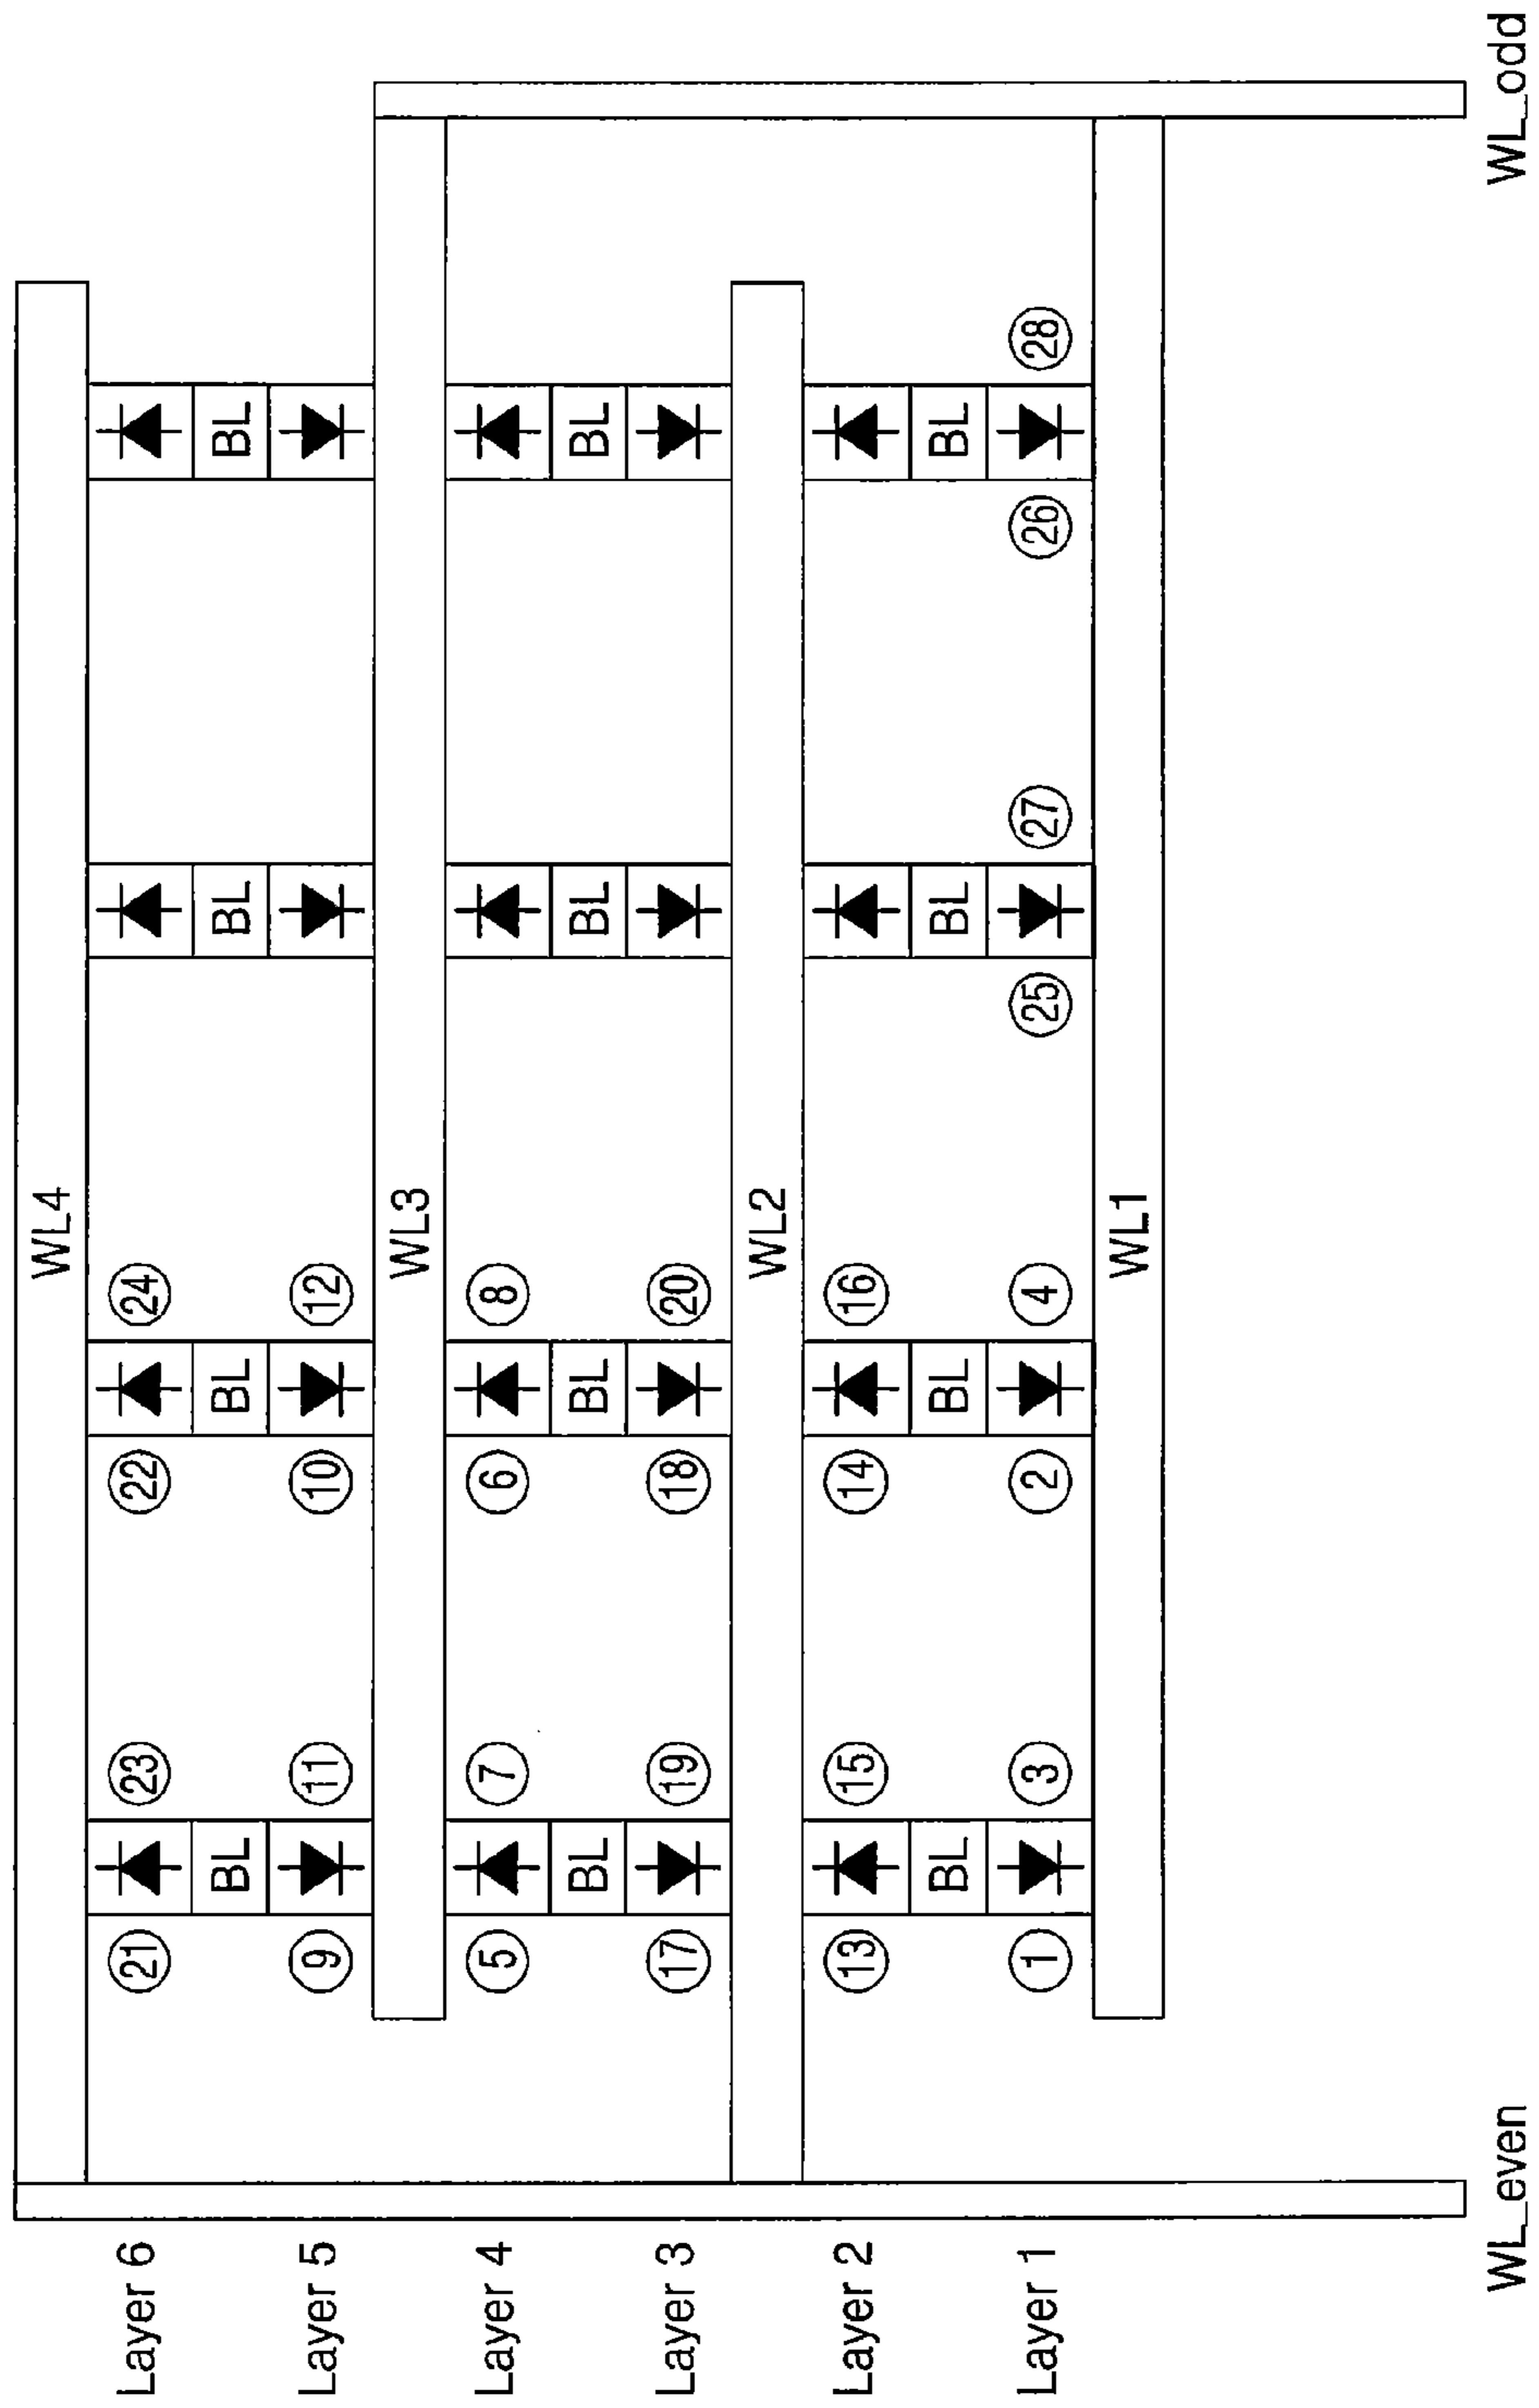 WL4
Layer 6 ㉑ ㉓ ㉒ ㉔
BL BL BL BL
Layer 5 ⑨ ⑪ ⑩ ⑫
WL3
Layer 4 ⑤ ⑦ ⑥ ⑧
BL BL BL BL
Layer 3 ⑰ ⑲ ⑱ ⑳
WL2
Layer 2 ⑬ ⑮ ⑭ ⑯
BL BL BL BL
Layer 1 ① ③ ② ④ ㉕ ㉗ ㉖ ㉘
WL1
WL_even WL_odd